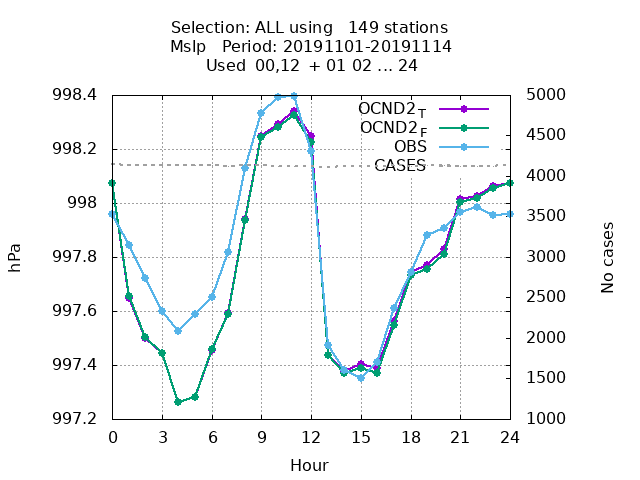 Selection: ALL using   149 stations
Mslp   Period: 20191101-20191114
Used  00,12  + 01 02 ... 24
998.4
998.2
998
997.8
997.6
997.4
997.2
hPa
OCND2 T
OCND2 F
OBS
CASES
5000
4500
4000
3500
3000
2500
2000
1500
1000
No cases
0 3 6 9 12 15 18 21 24
Hour